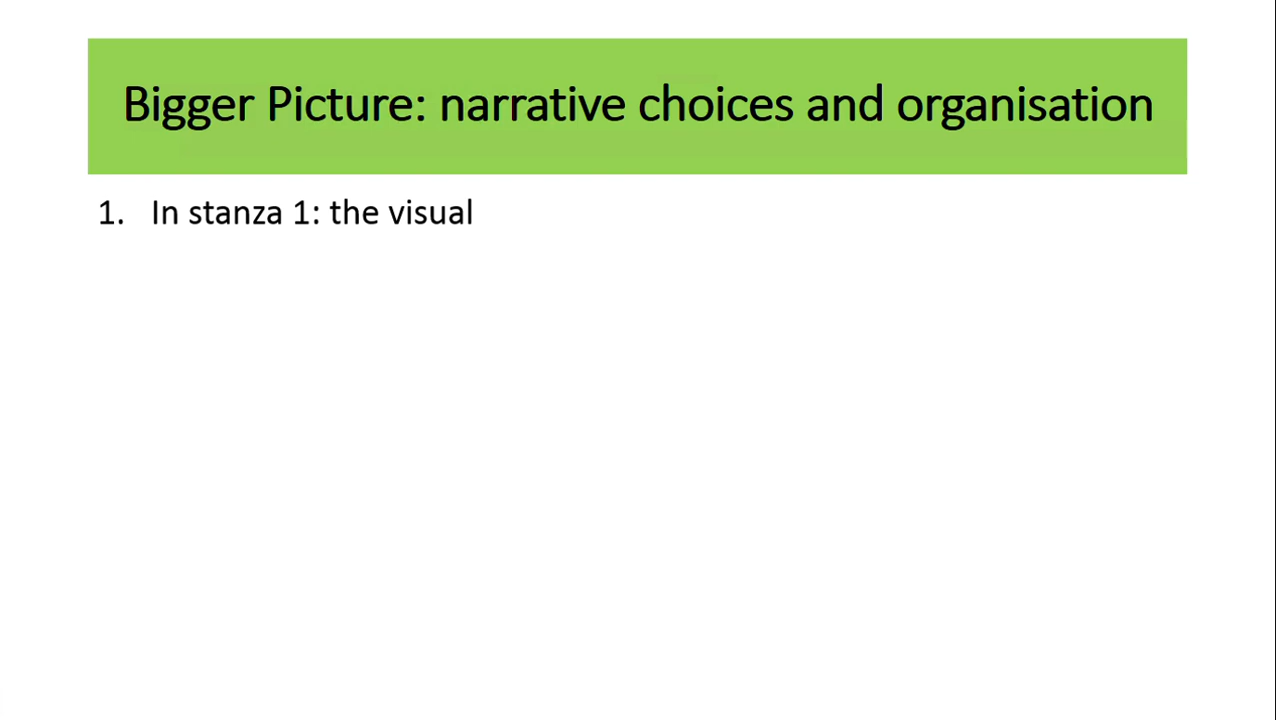 Bigger Picture: narrative choices and organisation
1. In stanza 1: the visual